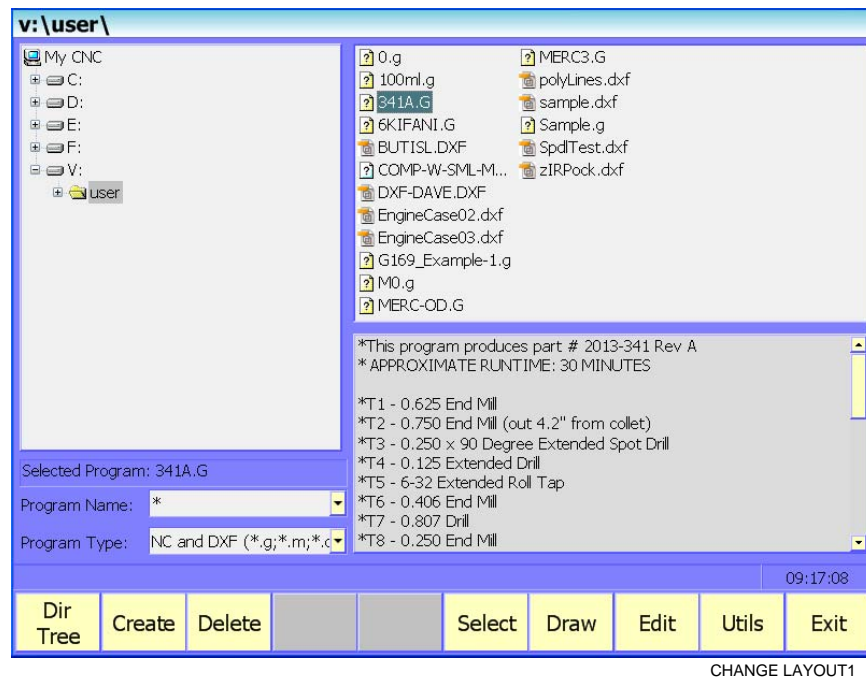 v:\user\
My CNC
C:
D:
E:
F:
V:
user
0.g
100ml.g
341A.G
6KIFANI.G
BUTISL.DXF
COMP-W-SML-M...
DXF-DAVE.DXF
EngineCase02.dxf
EngineCase03.dxf
G169_Example-1.g
M0.g
MERC-OD.G
MERC3.G
polyLines.dxf
sample.dxf
Sample.g
SpdlTest.dxf
zIRPock.dxf
*This program produces part # 2013-341 Rev A
* APPROXIMATE RUNTIME: 30 MINUTES
*T1 - 0.625 End Mill
*T2 - 0.750 End Mill (out 4.2" from collet)
*T3 - 0.250 x 90 Degree Extended Spot Drill
*T4 - 0.125 Extended Drill
*T5 - 6-32 Extended Roll Tap
*T6 - 0.406 End Mill
*T7 - 0.807 Drill
*T8 - 0.250 End Mill
Selected Program: 341A.G
Program Name: *
Program Type: NC and DXF (*.g;*.m;*.d
09:17:08
Dir Tree
Create
Delete
Select
Draw
Edit
Utils
Exit
CHANGE LAYOUT1